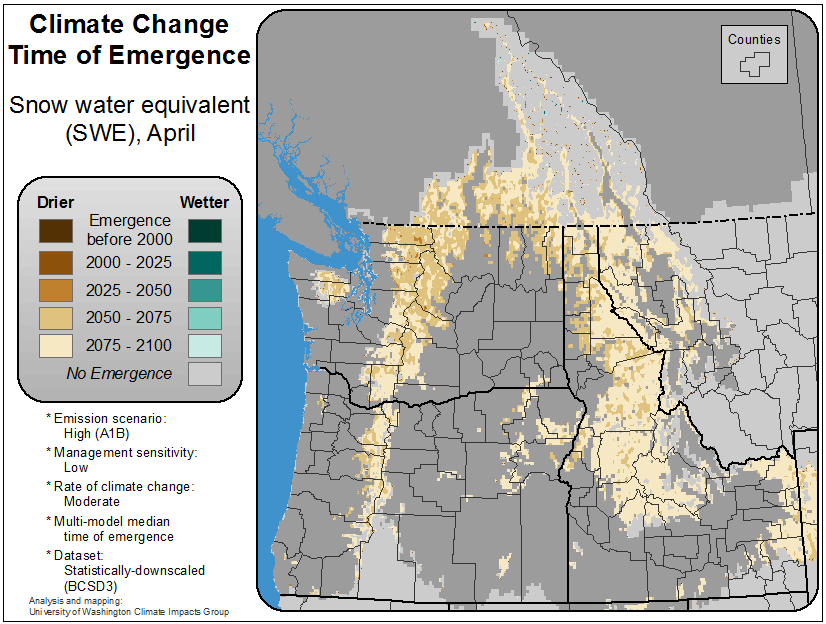 Climate Change
Time of Emergence
Snow water equivalent
(SWE), April
Drier
Wetter
Emergence
before 2000
2000 - 2025
2025 - 2050
2050 - 2075
2075 - 2100
No Emergence
* Emission scenario:
High (A1B)
* Management sensitivity:
Low
* Rate of climate change:
Moderate
* Multi-model median
time of emergence
* Dataset:
Statistically-downscaled
(BCSD3)
Analysis and mapping:
University of Washington Climate Impacts Group
Counties